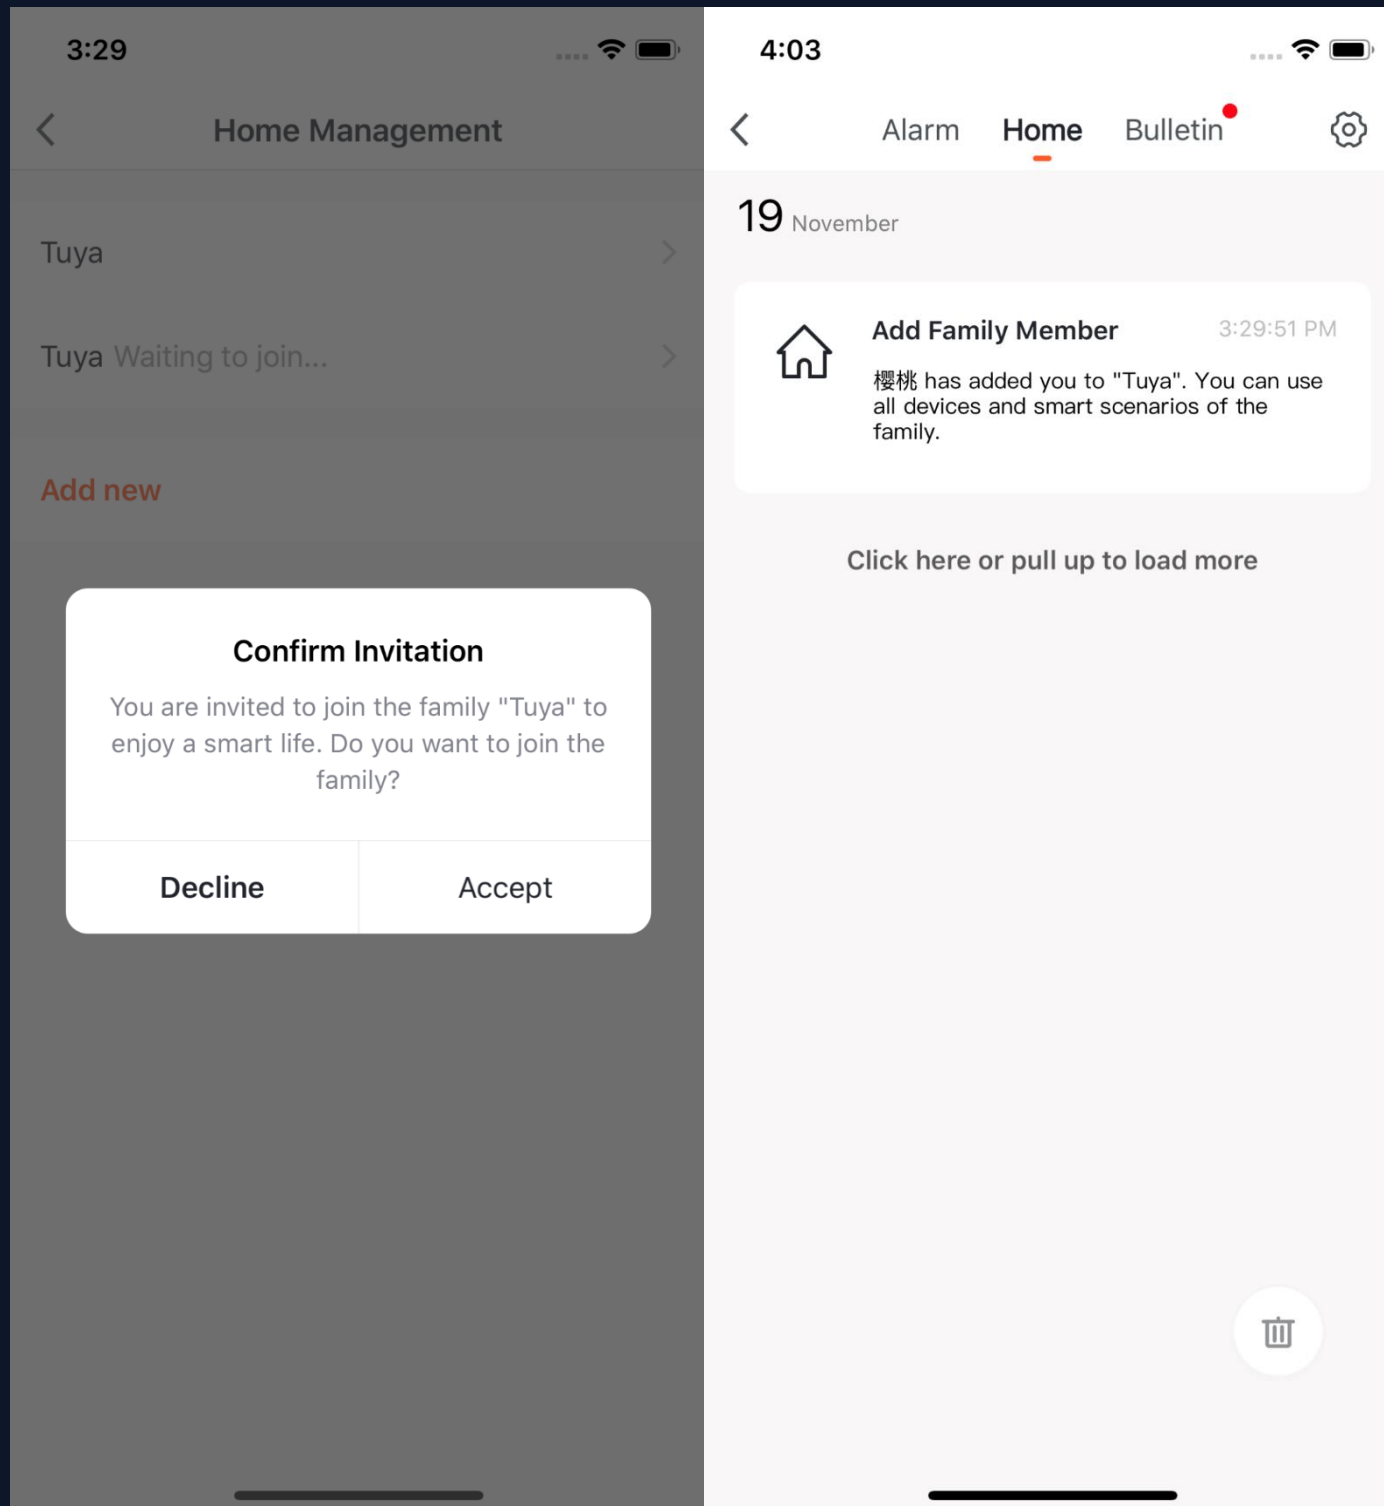 3:29
Home Management
Tuya
Tuya Waiting to join...
Add new
Confirm Invitation
You are invited to join the family "Tuya" to
enjoy a smart life. Do you want to join the
family?
Decline Accept
4:03
Alarm Home Bulletin
19 November
Add Family Member 3:29:51 PM
樱桃 has added you to "Tuya". You can use
all devices and smart scenarios of the
family.
Click here or pull up to load more